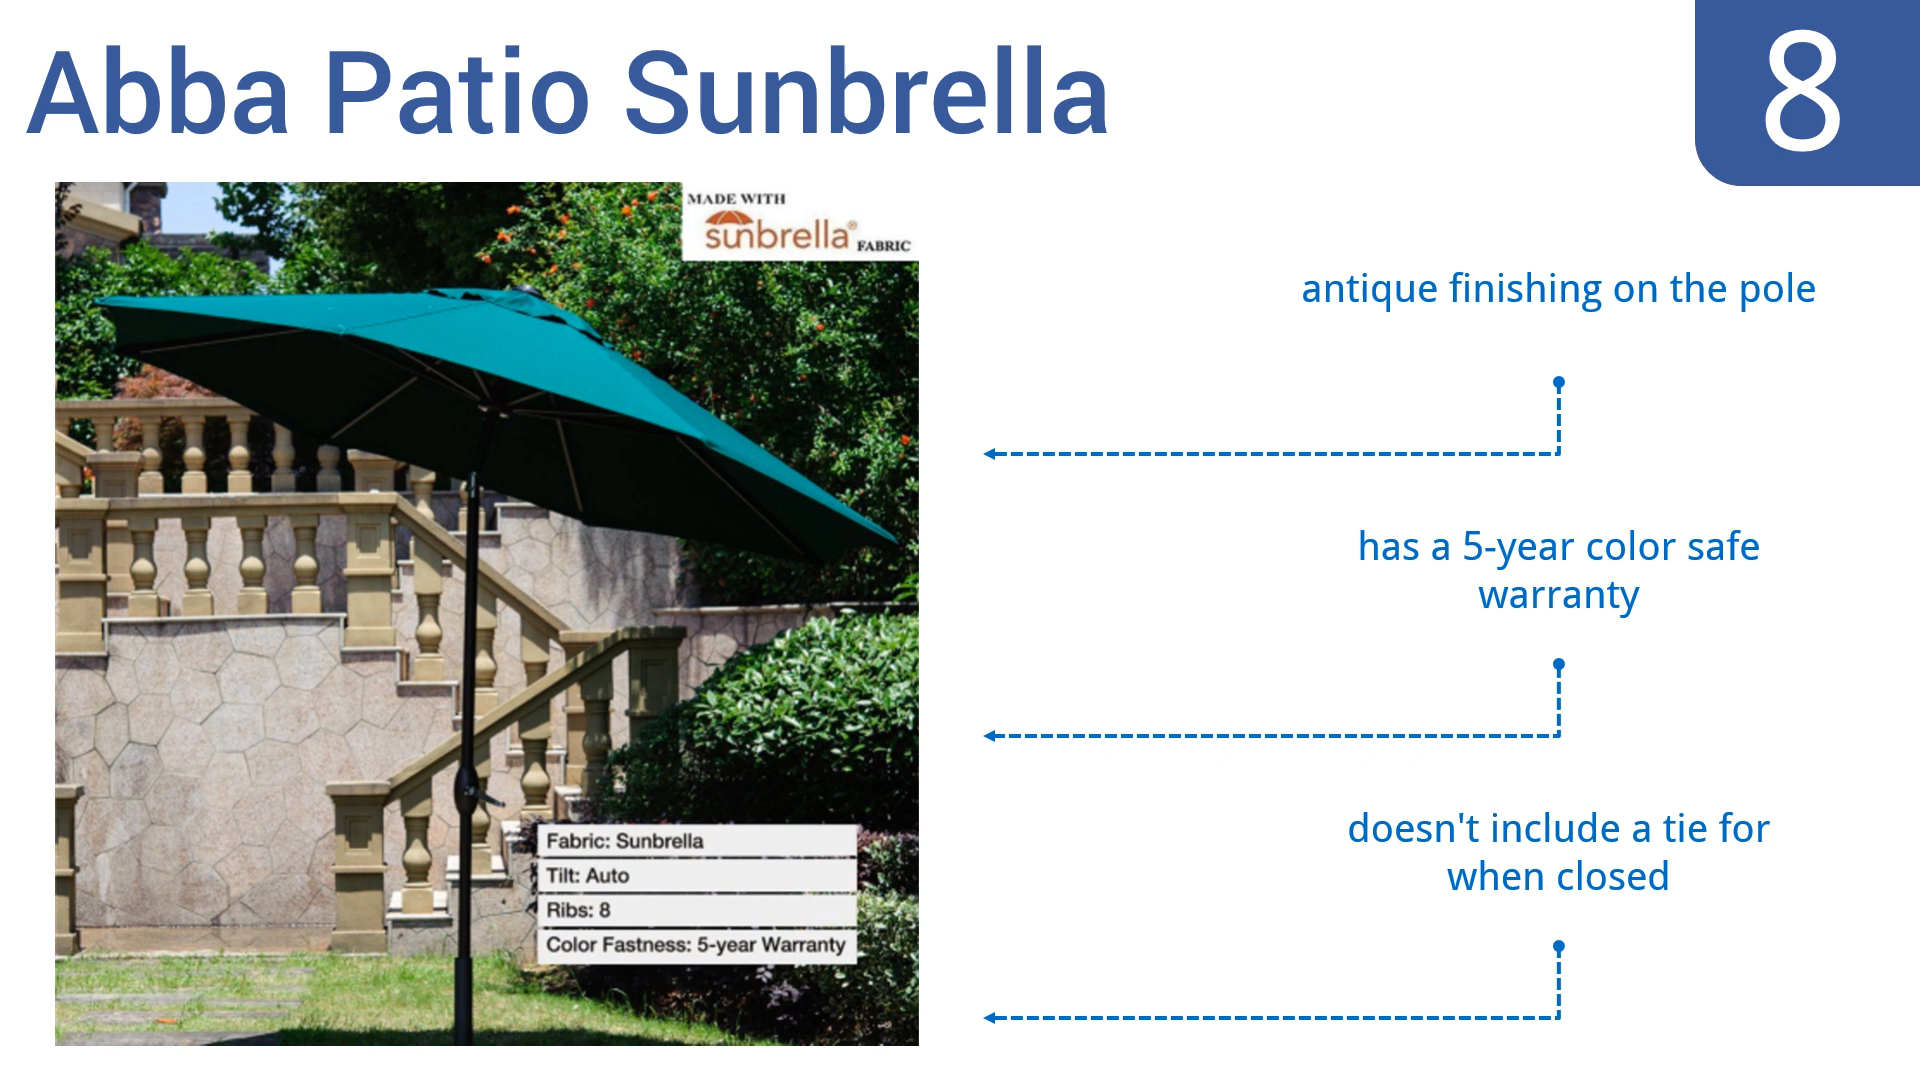 Abba Patio Sunbrella
8
MADE WITH
sunbrella® FABRIC
antique finishing on the pole
has a 5-year color safe
warranty
doesn't include a tie for
when closed
Fabric: Sunbrella
Tilt: Auto
Ribs: 8
Color Fastness: 5-year Warranty